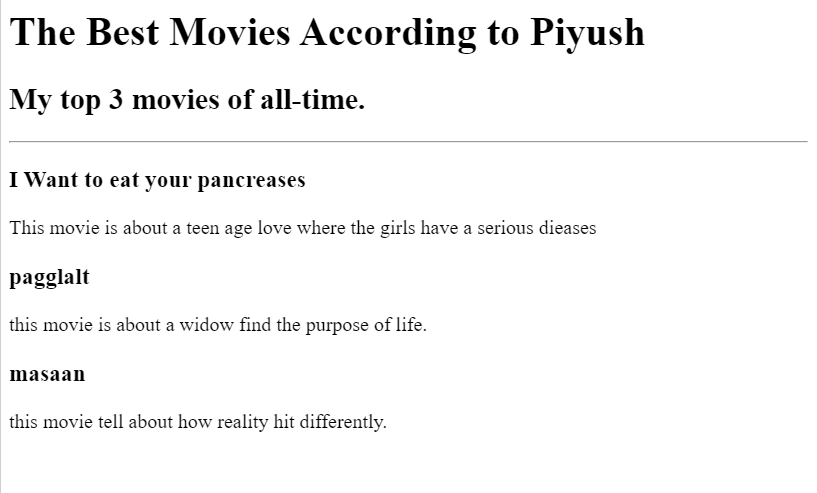 The Best Movies According to Piyush
My top 3 movies of all-time.
I Want to eat your pancreases
This movie is about a teen age love where the girls have a serious dieases
pagglalt
this movie is about a widow find the purpose of life.
masaan
this movie tell about how reality hit differently.